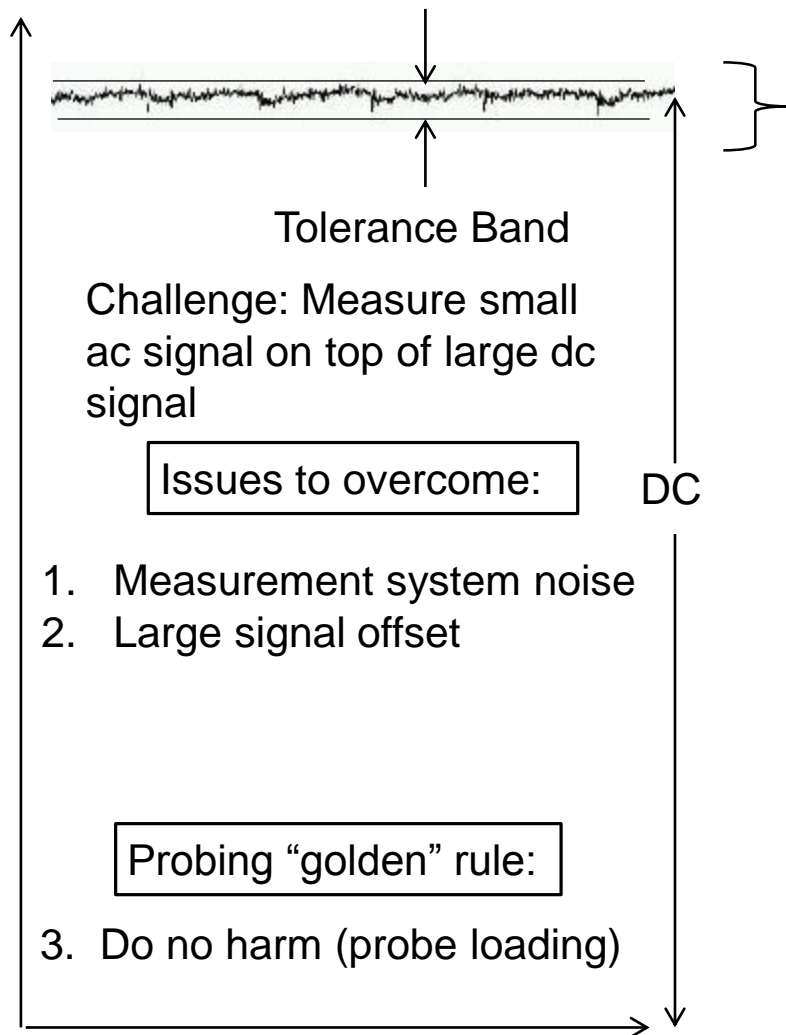 Tolerance Band
Challenge: Measure small
ac signal on top of large dc
signal
Issues to overcome:
DC
1. Measurement system noise
2. Large signal offset
Probing “golden” rule:
3. Do no harm (probe loading)